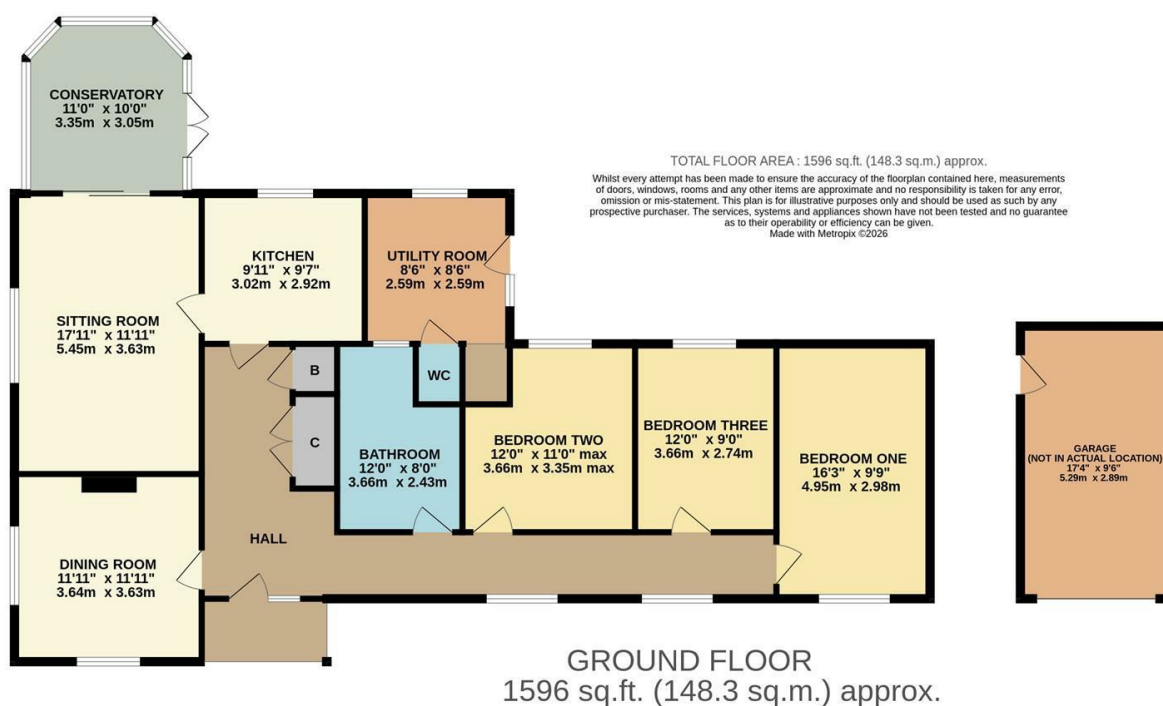 CONSERVATORY
11'0" x 10'0"
3.35m x 3.05m
TOTAL FLOOR AREA : 1596 sq.ft. (148.3 sq.m.) approx.
Whilst every attempt has been made to ensure the accuracy of the floorplan contained here, measurements
of doors, windows, rooms and any other items are approximate and no responsibility is taken for any error,
omission or mis-statement. This plan is for illustrative purposes only and should be used as such by any
prospective purchaser. The services, systems and appliances shown have not been tested and no guarantee
as to their operability or efficiency can be given.
Made with Metropix ©2026
KITCHEN
9'11" x 9'7"
3.02m x 2.92m
UTILITY ROOM
8'6" x 8'6"
2.59m x 2.59m
SITTING ROOM
17'11" x 11'11"
5.45m x 3.63m
B
WC
C
BATHROOM
12'0" x 8'0"
3.66m x 2.43m
BEDROOM TWO
12'0" x 11'0" max
3.66m x 3.35m max
BEDROOM THREE
12'0" x 9'0"
3.66m x 2.74m
BEDROOM ONE
16'3" x 9'9"
4.95m x 2.98m
GARAGE
(NOT IN ACTUAL LOCATION)
17'4" x 9'6"
5.29m x 2.89m
HALL
DINING ROOM
11'11" x 11'11"
3.64m x 3.63m
GROUND FLOOR
1596 sq.ft. (148.3 sq.m.) approx.